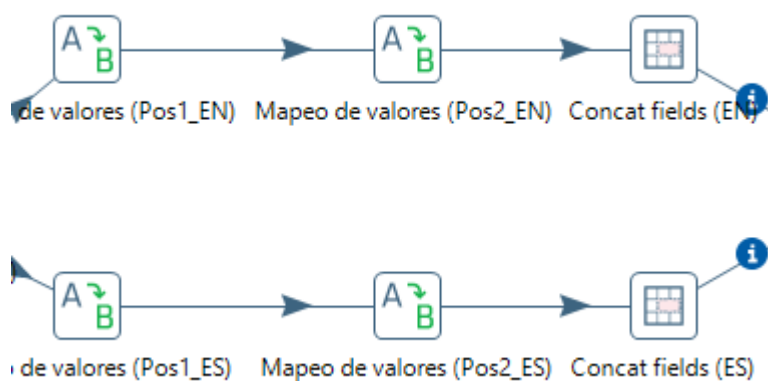 A B
A B
de valores (Pos1_EN) Mapeo de valores (Pos2_EN) Concat fields (EN)
i
i
A B
A B
de valores (Pos1_ES) Mapeo de valores (Pos2_ES) Concat fields (ES)